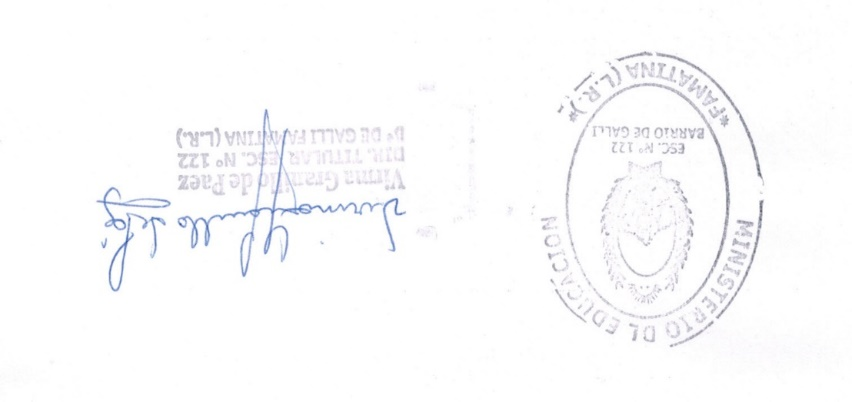 MINISTERIO DE EDUCACION
ESC. Nº 122
BARRIO DE GALLI
*FAMATINA (L.R.)*
Virma Granillo de Paez
DIR. TITULAR ESC. Nº 122
Bº DE GALLI FAMATINA (L.R.)